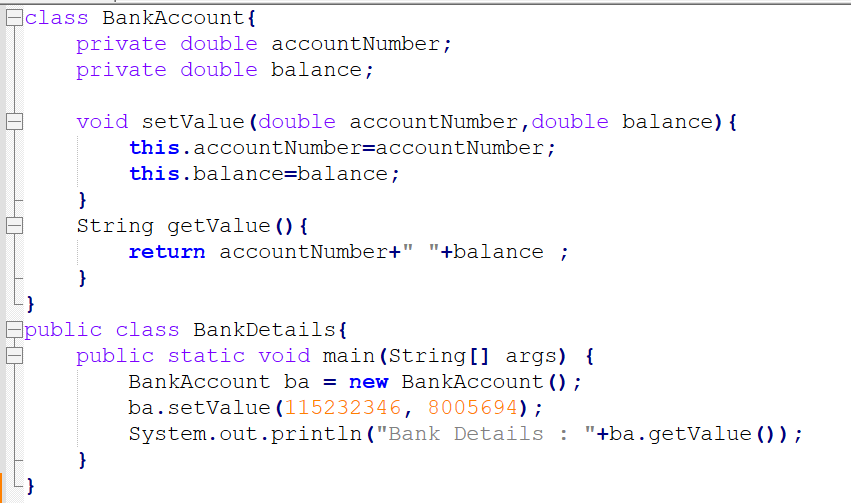 class BankAccount{
    private double accountNumber;
    private double balance;

    void setValue(double accountNumber,double balance){
        this.accountNumber=accountNumber;
        this.balance=balance;
    }
    String getValue(){
        return accountNumber+" "+balance ;
    }
}
public class BankDetails{
    public static void main(String[] args) {
        BankAccount ba = new BankAccount();
        ba.setValue(115232346, 8005694);
        System.out.println("Bank Details : "+ba.getValue());
    }
}